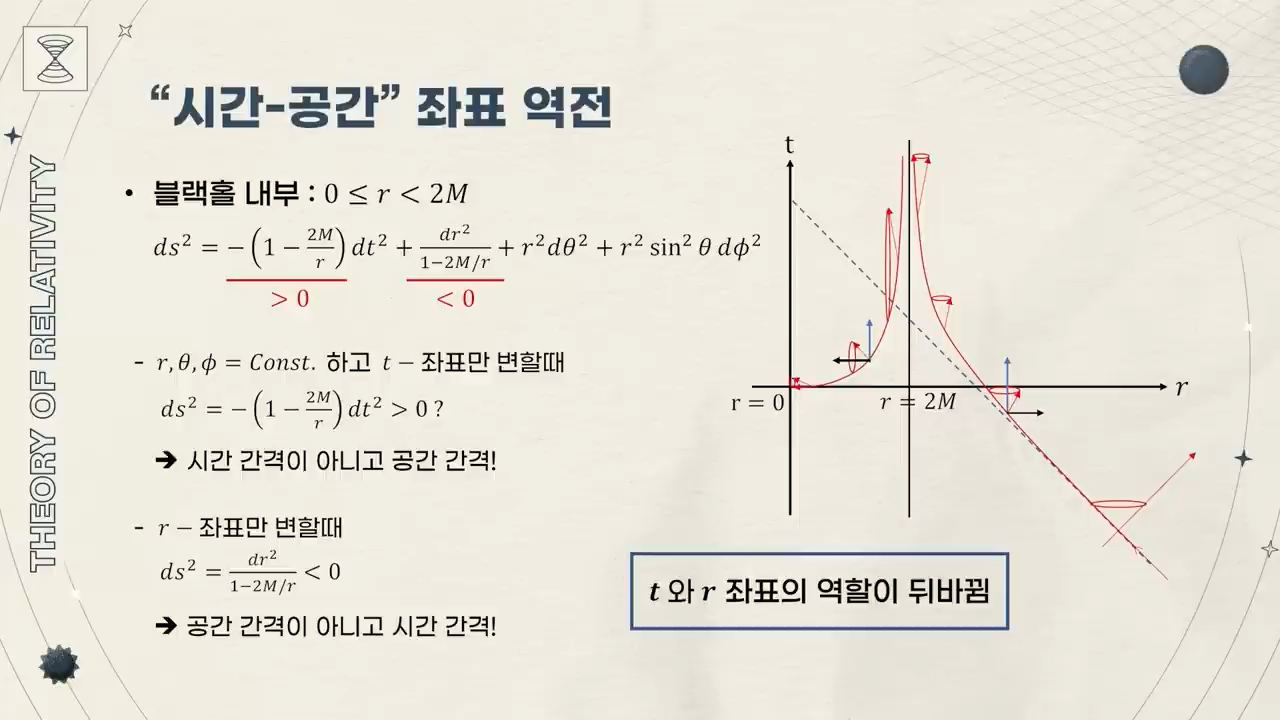 THEORY OF RELATIVITY
“시간-공간” 좌표 역전
• 블랙홀 내부 : 0 ≤ r < 2M
ds² = −(1 − 2M/r) dt² + dr²/(1−2M/r) + r²dθ² + r² sin² θ dϕ²
> 0
< 0
- r, θ, ϕ = Const. 하고 t − 좌표만 변할때
ds² = −(1 − 2M/r) dt² > 0 ?
➔ 시간 간격이 아니고 공간 간격!
- r − 좌표만 변할때
ds² = dr²/(1−2M/r) < 0
➔ 공간 간격이 아니고 시간 간격!
t
r
r = 0
r = 2M
t 와 r 좌표의 역할이 뒤바뀜